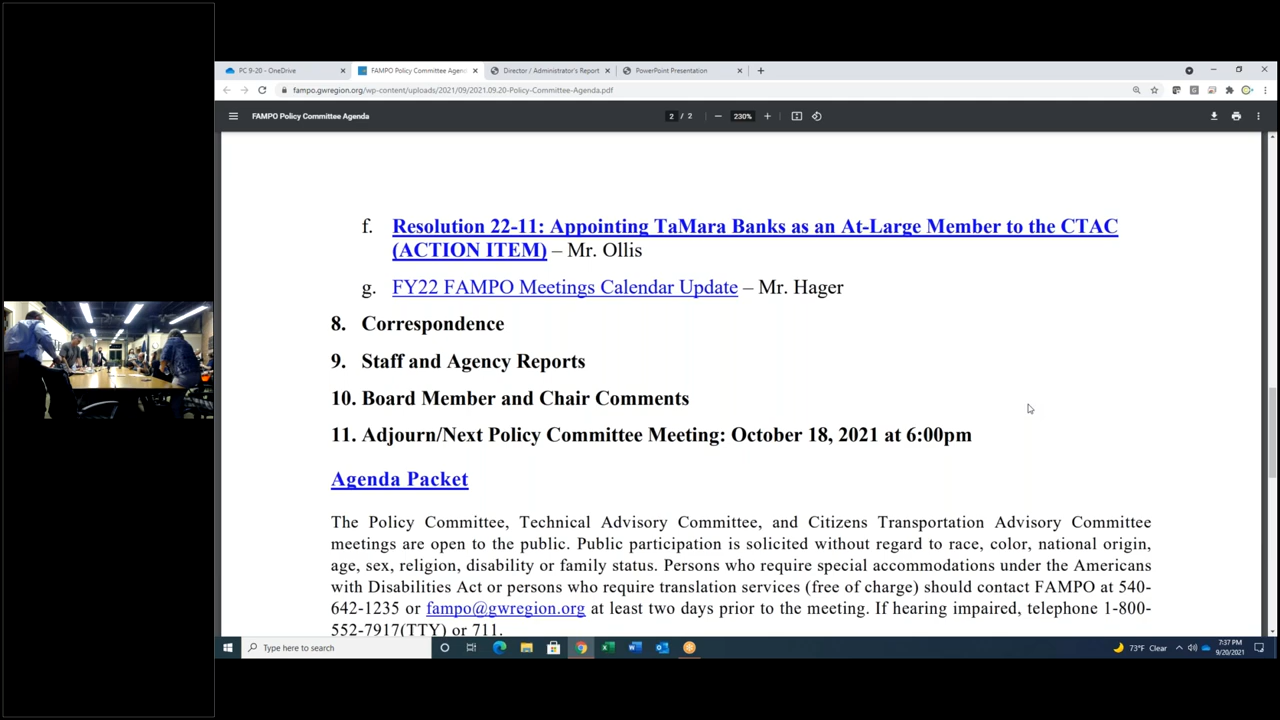 PC 9-20 - OneDrive
FAMPO Policy Committee Agend
Director / Administrator's Report
PowerPoint Presentation
fampo.gwregion.org/wp-content/uploads/2021/09/2021.09.20-Policy-Committee-Agenda.pdf
FAMPO Policy Committee Agenda
2 / 2
230%
f. Resolution 22-11: Appointing TaMara Banks as an At-Large Member to the CTAC
(ACTION ITEM) – Mr. Ollis
g. FY22 FAMPO Meetings Calendar Update – Mr. Hager
8. Correspondence
9. Staff and Agency Reports
10. Board Member and Chair Comments
11. Adjourn/Next Policy Committee Meeting: October 18, 2021 at 6:00pm
Agenda Packet
The Policy Committee, Technical Advisory Committee, and Citizens Transportation Advisory Committee
meetings are open to the public. Public participation is solicited without regard to race, color, national origin,
age, sex, religion, disability or family status. Persons who require special accommodations under the Americans
with Disabilities Act or persons who require translation services (free of charge) should contact FAMPO at 540-
642-1235 or fampo@gwregion.org at least two days prior to the meeting. If hearing impaired, telephone 1-800-
552-7917(TTY) or 711.
Type here to search
73°F Clear
7:37 PM
9/20/2021